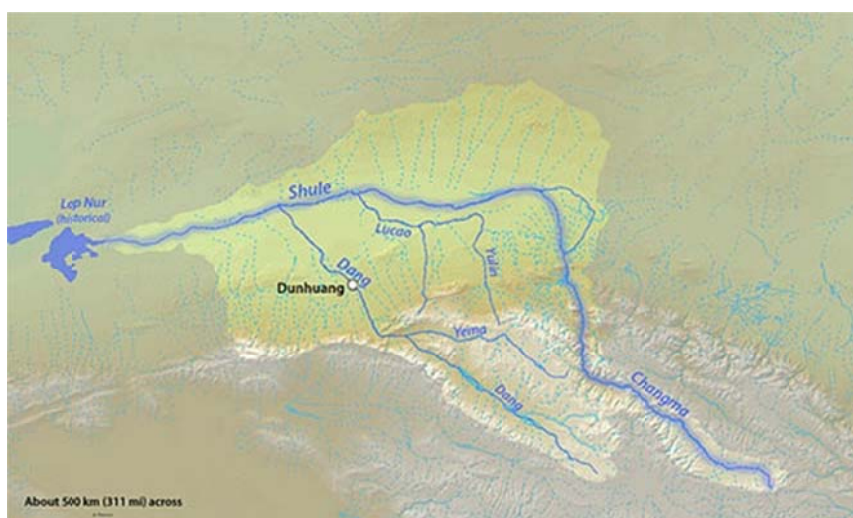 Shule
Lop Nur
(historical)
Lucao
Dang
Yulin
Dunhuang
Yema
Changma
Dang
About 500 km (311 mi) across